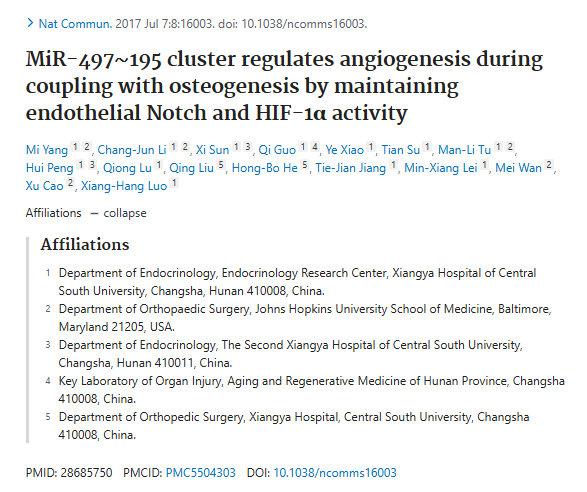 > Nat Commun. 2017 Jul 7:8:16003. doi: 10.1038/ncomms16003.
MiR-497~195 cluster regulates angiogenesis during
coupling with osteogenesis by maintaining
endothelial Notch and HIF-1α activity
Mi Yang 1 2, Chang-Jun Li 1 2, Xi Sun 1 3, Qi Guo 1 4, Ye Xiao 1, Tian Su 1, Man-Li Tu 1 2,
Hui Peng 1 3, Qiong Lu 1, Qing Liu 5, Hong-Bo He 5, Tie-Jian Jiang 1, Min-Xiang Lei 1, Mei Wan 2,
Xu Cao 2, Xiang-Hang Luo 1
Affiliations – collapse
Affiliations
1 Department of Endocrinology, Endocrinology Research Center, Xiangya Hospital of Central
South University, Changsha, Hunan 410008, China.
2 Department of Orthopaedic Surgery, Johns Hopkins University School of Medicine, Baltimore,
Maryland 21205, USA.
3 Department of Endocrinology, The Second Xiangya Hospital of Central South University,
Changsha, Hunan 410011, China.
4 Key Laboratory of Organ Injury, Aging and Regenerative Medicine of Hunan Province, Changsha
410008, China.
5 Department of Orthopedic Surgery, Xiangya Hospital, Central South University, Changsha
410008, China.
PMID: 28685750 PMCID: PMC5504303 DOI: 10.1038/ncomms16003